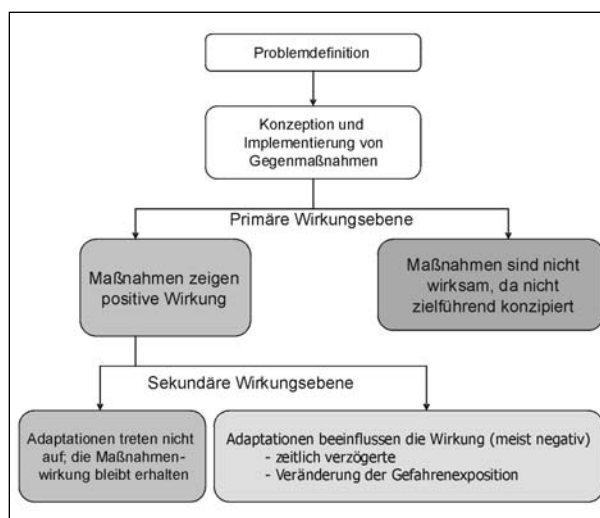 Problemdefinition
Konzeption und
Implementierung von
Gegenmaßnahmen
Primäre Wirkungsebene
Maßnahmen zeigen
positive Wirkung
Maßnahmen sind nicht
wirksam, da nicht
zielführend konzipiert
Sekundäre Wirkungsebene
Adaptationen treten nicht
auf; die Maßnahmen-
wirkung bleibt erhalten
Adaptationen beeinflussen die Wirkung (meist negativ)
- zeitlich verzögerte
- Veränderung der Gefahrenexposition